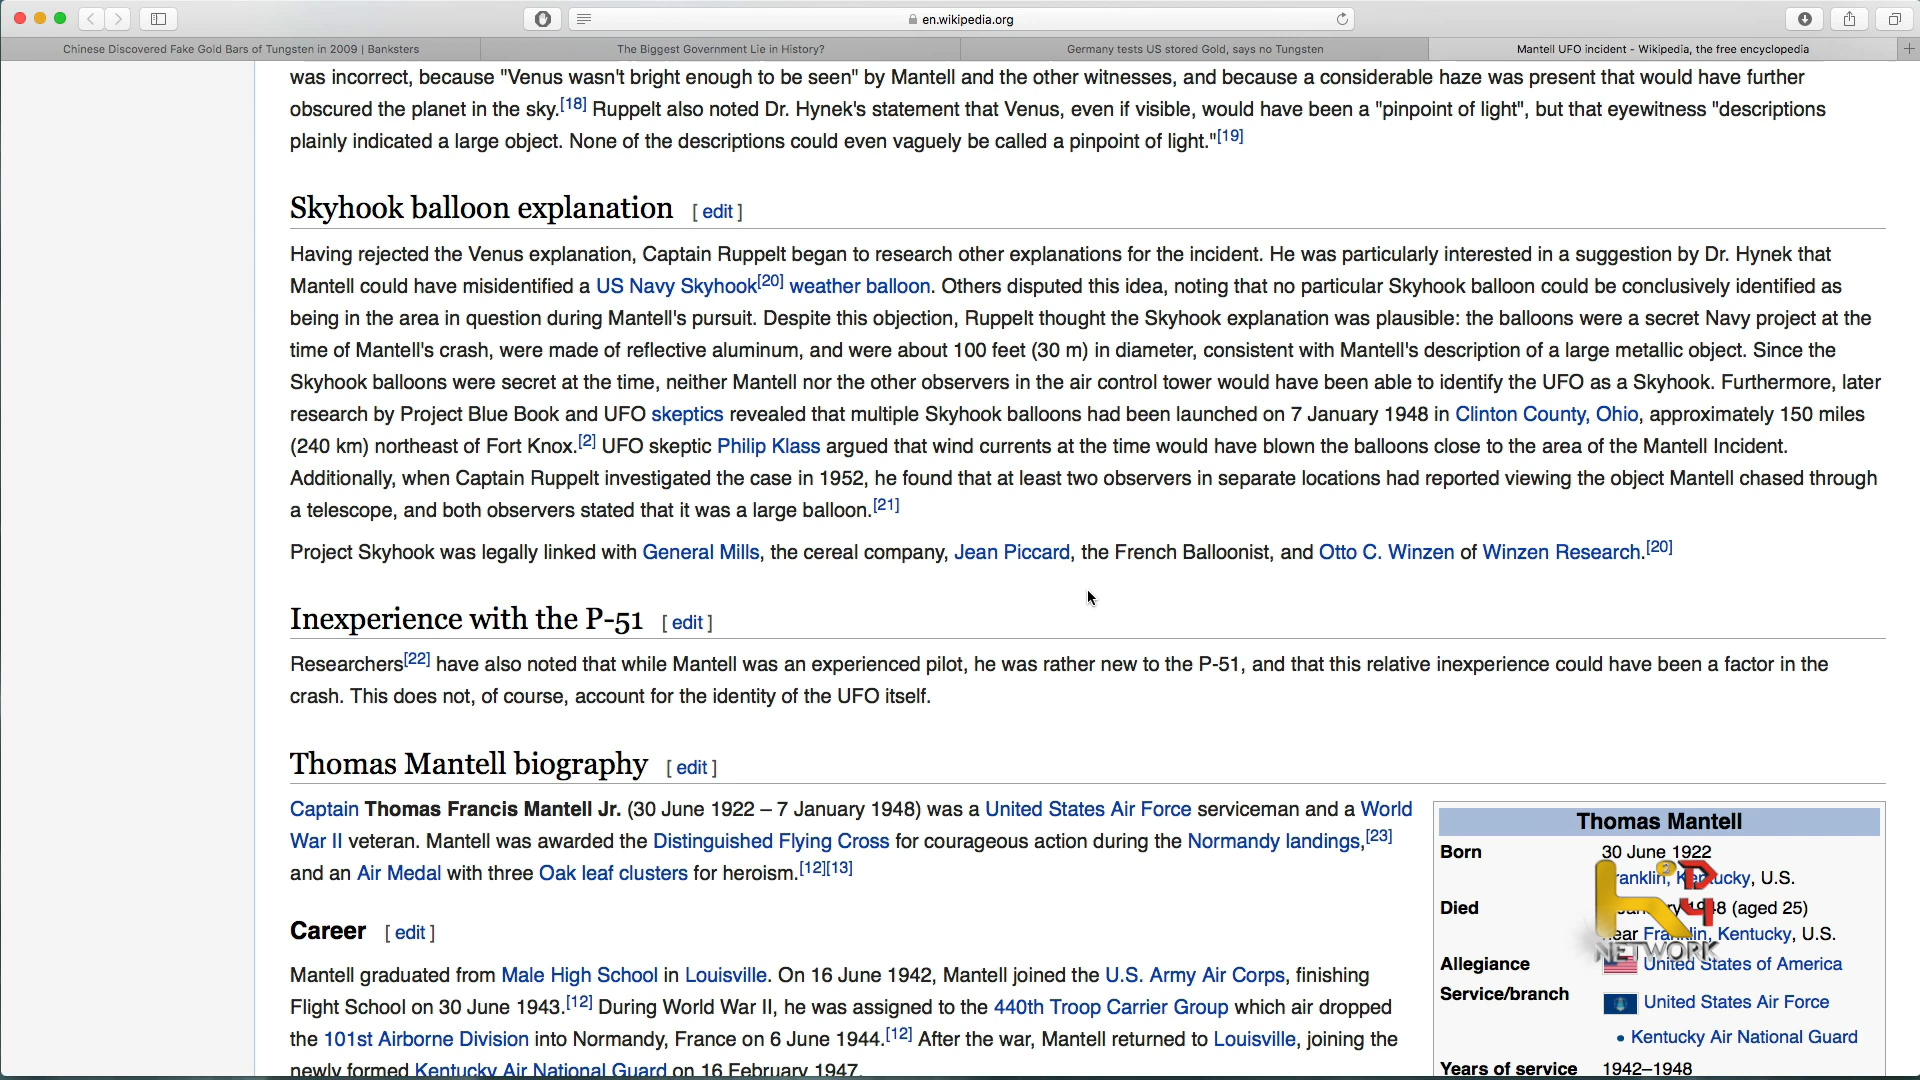 en.wikipedia.org
Chinese Discovered Fake Gold Bars of Tungsten in 2009 | Banksters
The Biggest Government Lie in History?
Germany tests US stored Gold, says no Tungsten
Mantell UFO incident - Wikipedia, the free encyclopedia
was incorrect, because "Venus wasn't bright enough to be seen" by Mantell and the other witnesses, and because a considerable haze was present that would have further
obscured the planet in the sky.[18] Ruppelt also noted Dr. Hynek's statement that Venus, even if visible, would have been a "pinpoint of light", but that eyewitness "descriptions
plainly indicated a large object. None of the descriptions could even vaguely be called a pinpoint of light."[19]
Skyhook balloon explanation [ edit ]
Having rejected the Venus explanation, Captain Ruppelt began to research other explanations for the incident. He was particularly interested in a suggestion by Dr. Hynek that
Mantell could have misidentified a US Navy Skyhook[20] weather balloon. Others disputed this idea, noting that no particular Skyhook balloon could be conclusively identified as
being in the area in question during Mantell's pursuit. Despite this objection, Ruppelt thought the Skyhook explanation was plausible: the balloons were a secret Navy project at the
time of Mantell's crash, were made of reflective aluminum, and were about 100 feet (30 m) in diameter, consistent with Mantell's description of a large metallic object. Since the
Skyhook balloons were secret at the time, neither Mantell nor the other observers in the air control tower would have been able to identify the UFO as a Skyhook. Furthermore, later
research by Project Blue Book and UFO skeptics revealed that multiple Skyhook balloons had been launched on 7 January 1948 in Clinton County, Ohio, approximately 150 miles
(240 km) northeast of Fort Knox.[2] UFO skeptic Philip Klass argued that wind currents at the time would have blown the balloons close to the area of the Mantell Incident.
Additionally, when Captain Ruppelt investigated the case in 1952, he found that at least two observers in separate locations had reported viewing the object Mantell chased through
a telescope, and both observers stated that it was a large balloon.[21]
Project Skyhook was legally linked with General Mills, the cereal company, Jean Piccard, the French Balloonist, and Otto C. Winzen of Winzen Research.[20]
Inexperience with the P-51 [ edit ]
Researchers[22] have also noted that while Mantell was an experienced pilot, he was rather new to the P-51, and that this relative inexperience could have been a factor in the
crash. This does not, of course, account for the identity of the UFO itself.
Thomas Mantell biography [ edit ]
Captain Thomas Francis Mantell Jr. (30 June 1922 – 7 January 1948) was a United States Air Force serviceman and a World
War II veteran. Mantell was awarded the Distinguished Flying Cross for courageous action during the Normandy landings,[23]
and an Air Medal with three Oak leaf clusters for heroism.[12][13]
Career [ edit ]
Mantell graduated from Male High School in Louisville. On 16 June 1942, Mantell joined the U.S. Army Air Corps, finishing
Flight School on 30 June 1943.[12] During World War II, he was assigned to the 440th Troop Carrier Group which air dropped
the 101st Airborne Division into Normandy, France on 6 June 1944.[12] After the war, Mantell returned to Louisville, joining the
newly formed Kentucky Air National Guard on 16 February 1947.
Thomas Mantell
Born 30 June 1922
Franklin, Kentucky, U.S.
Died 1948 (aged 25)
near Franklin, Kentucky, U.S.
NETWORK
Allegiance United States of America
Service/branch United States Air Force
• Kentucky Air National Guard
Years of service 1942–1948